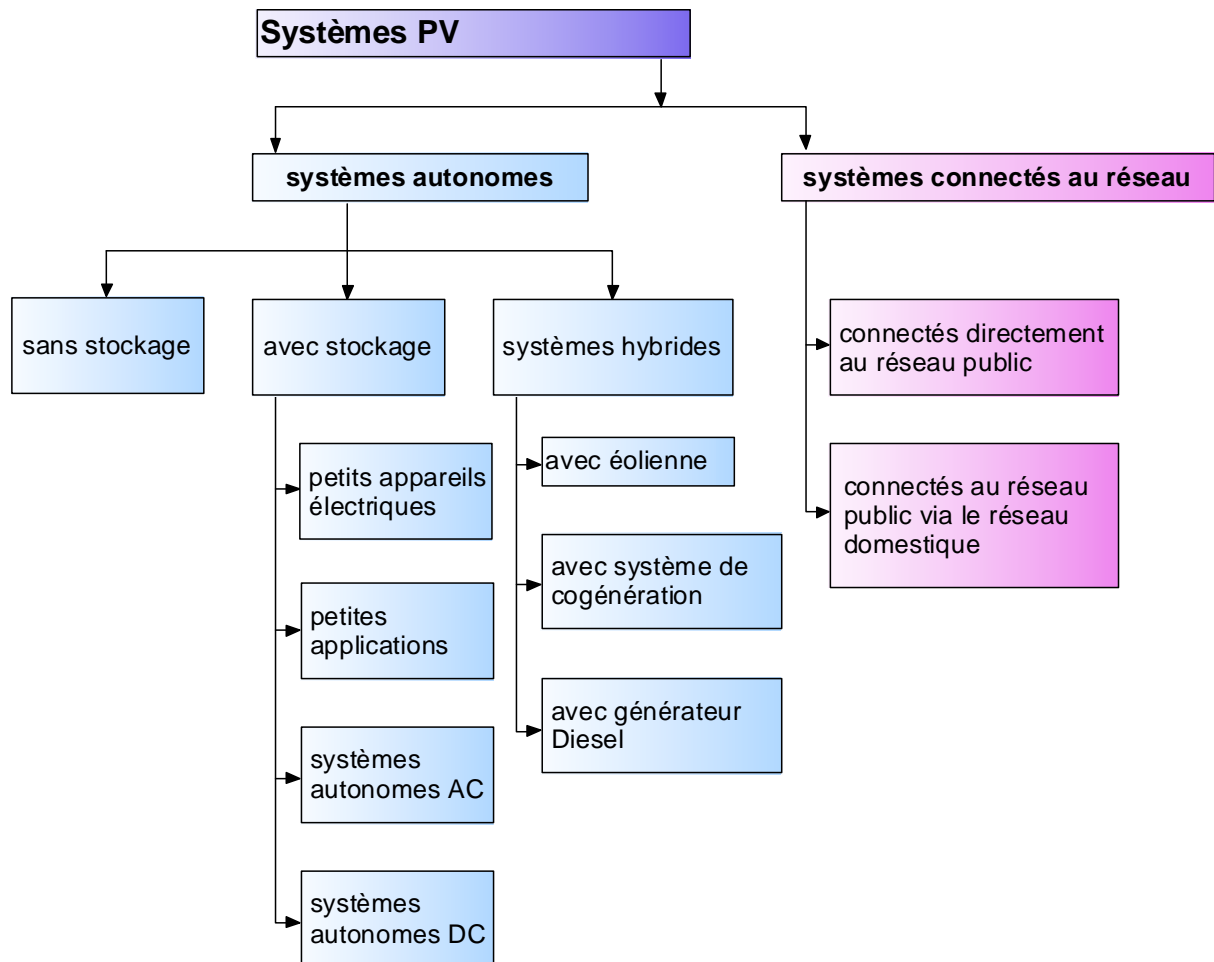 Systèmes PV
systèmes autonomes
systèmes connectés au réseau
sans stockage
avec stockage
systèmes hybrides
connectés directement
au réseau public
petits appareils
électriques
avec éolienne
connectés au réseau
public via le réseau
domestique
petites
applications
avec système de
cogénération
systèmes
autonomes AC
avec générateur
Diesel
systèmes
autonomes DC